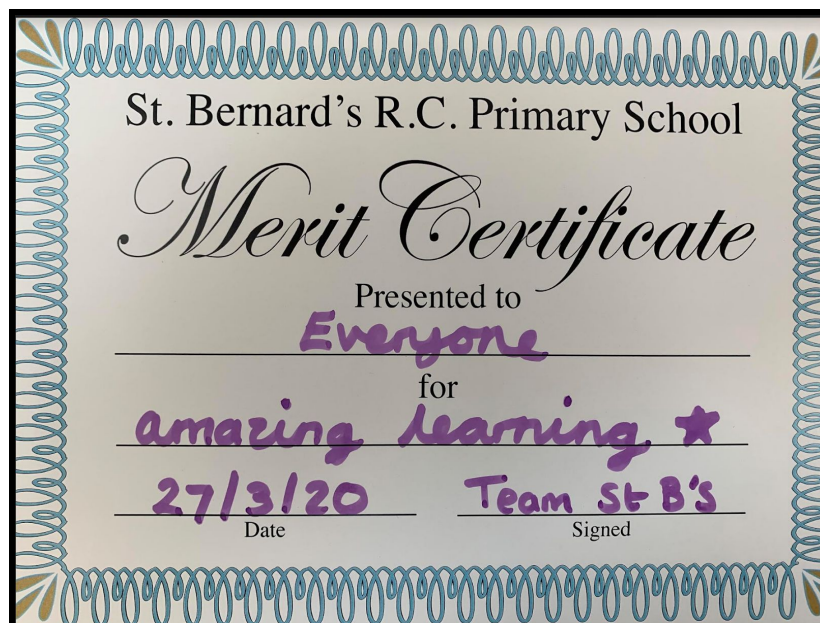 St. Bernard's R.C. Primary School
Merit Certificate
Presented to
Everyone
for
amazing learning ★
27/3/20 Team St B's
Date Signed